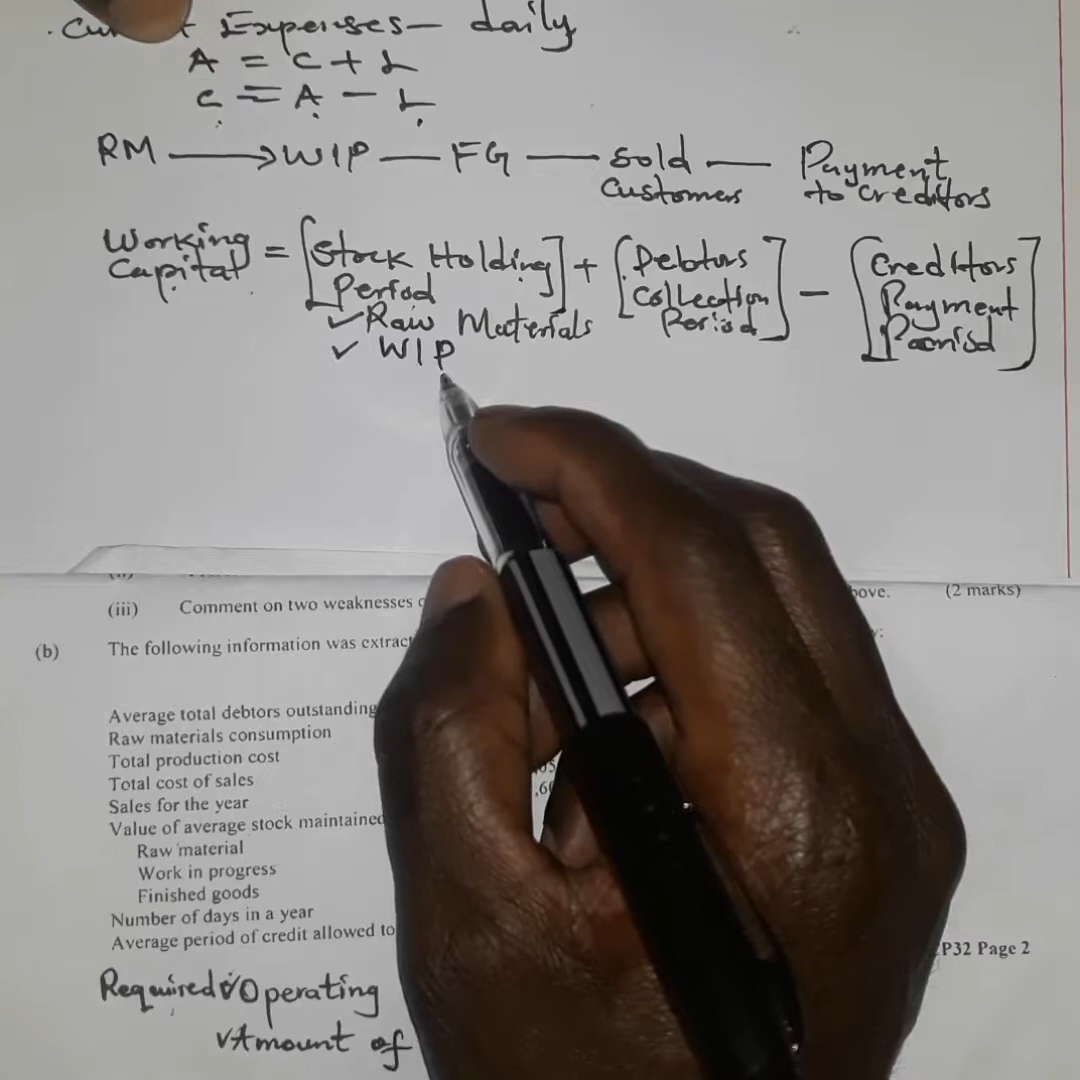 Expenses— daily
A = C + L
C = A - L
RM → WIP — FG — Sold — Payment
Customers to creditors
Working Capital = [Stock Holding Period] + [Debtors Collection Period] - [Creditors Payment Period]
✓ Raw Materials
✓ WIP
(iii) Comment on two weaknesses (2 marks)
(b) The following information was
Average total debtors outstanding
Raw materials consumption
Total production cost
Total cost of sales
Sales for the year
Value of average stock maintained
Raw material
Work in progress
Finished goods
Number of days in a year
Average period of credit allowed to
P32 Page 2
Required ✓Operating
✓Amount of